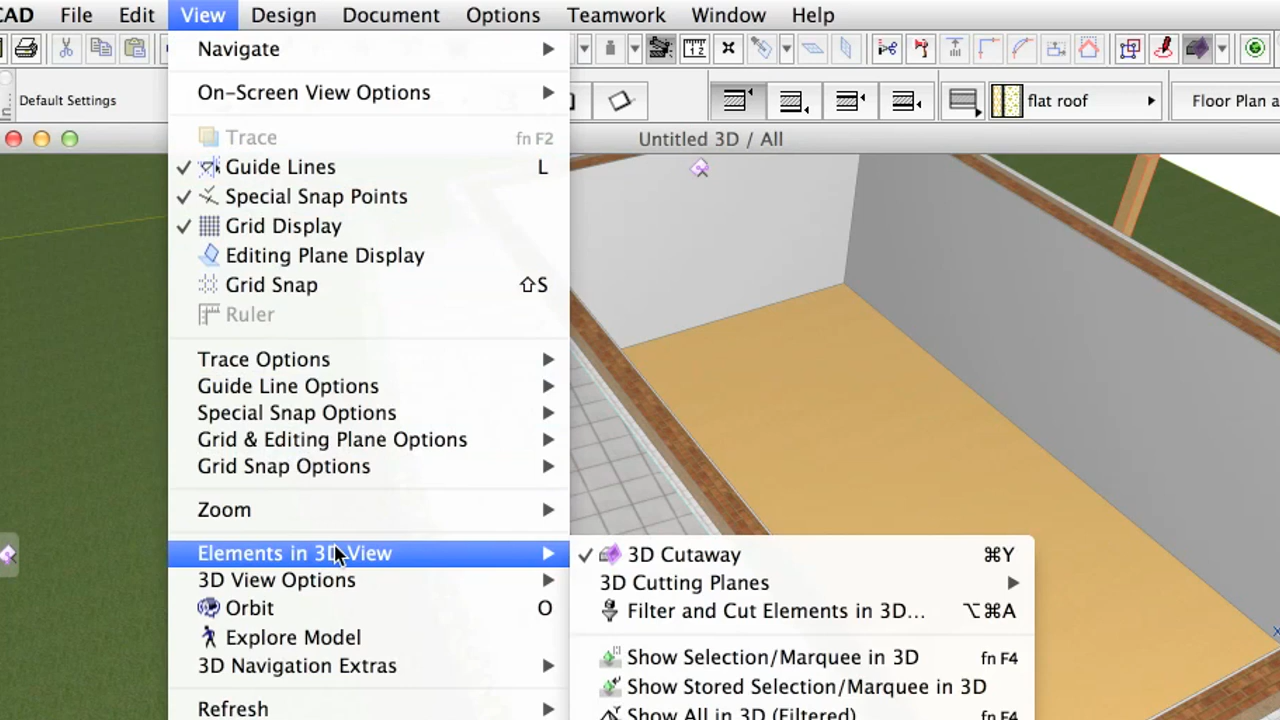 CAD File Edit View Design Document Options Teamwork Window Help
Default Settings
flat roof
Floor Plan a
Untitled 3D / All
Navigate
On-Screen View Options
Trace fn F2
Guide Lines L
Special Snap Points
Grid Display
Editing Plane Display
Grid Snap ⇧S
Ruler
Trace Options
Guide Line Options
Special Snap Options
Grid & Editing Plane Options
Grid Snap Options
Zoom
Elements in 3D View
3D View Options
Orbit O
Explore Model
3D Navigation Extras
Refresh
3D Cutaway ⌘Y
3D Cutting Planes
Filter and Cut Elements in 3D... ⌥⌘A
Show Selection/Marquee in 3D fn F4
Show Stored Selection/Marquee in 3D
Show All in 3D (Filtered) fn F4